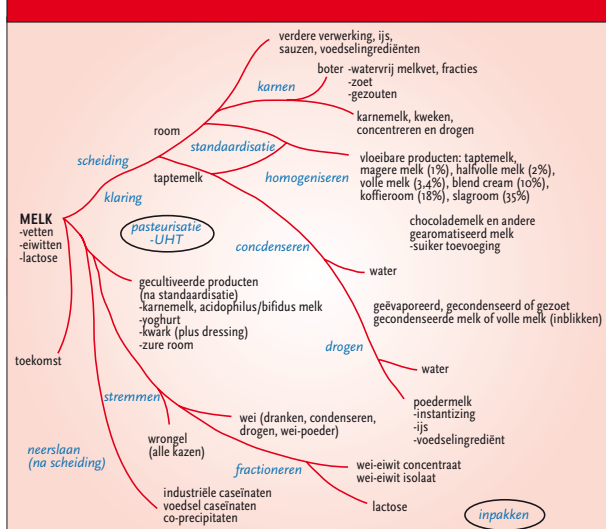 verdere verwerking, ijs,
sauzen, voedselingrediënten
karnen
boter -watervrij melkvet, fracties
-zoet
-gezouten
karnemelk, kweken,
concentreren en drogen
room
standaardisatie
scheiding
taptemelk
homogeniseren
vloeibare producten: taptemelk,
magere melk (1%), halfvolle melk (2%),
volle melk (3,4%), blend cream (10%),
koffieroom (18%), slagroom (35%)
klaring
MELK
-vetten
-eiwitten
-lactose
pasteurisatie
-UHT
concdenseren
chocolademelk en andere
gearomatiseerd melk
-suiker toevoeging
water
gecultiveerde producten
(na standaardisatie)
-karnemelk, acidophilus/bifidus melk
-yoghurt
-kwark (plus dressing)
-zure room
geëvaporeerd, gecondenseerd of gezoet
gecondenseerde melk of volle melk (inblikken)
drogen
toekomst
water
stremmen
poedermelk
-instantizing
-ijs
-voedselingrediënt
wei (dranken, condenseren,
drogen, wei-poeder)
wrongel
(alle kazen)
neerslaan
(na scheiding)
fractioneren
wei-eiwit concentraat
wei-eiwit isolaat
industriële caseïnaten
voedsel caseïnaten
co-precipitaten
lactose
inpakken